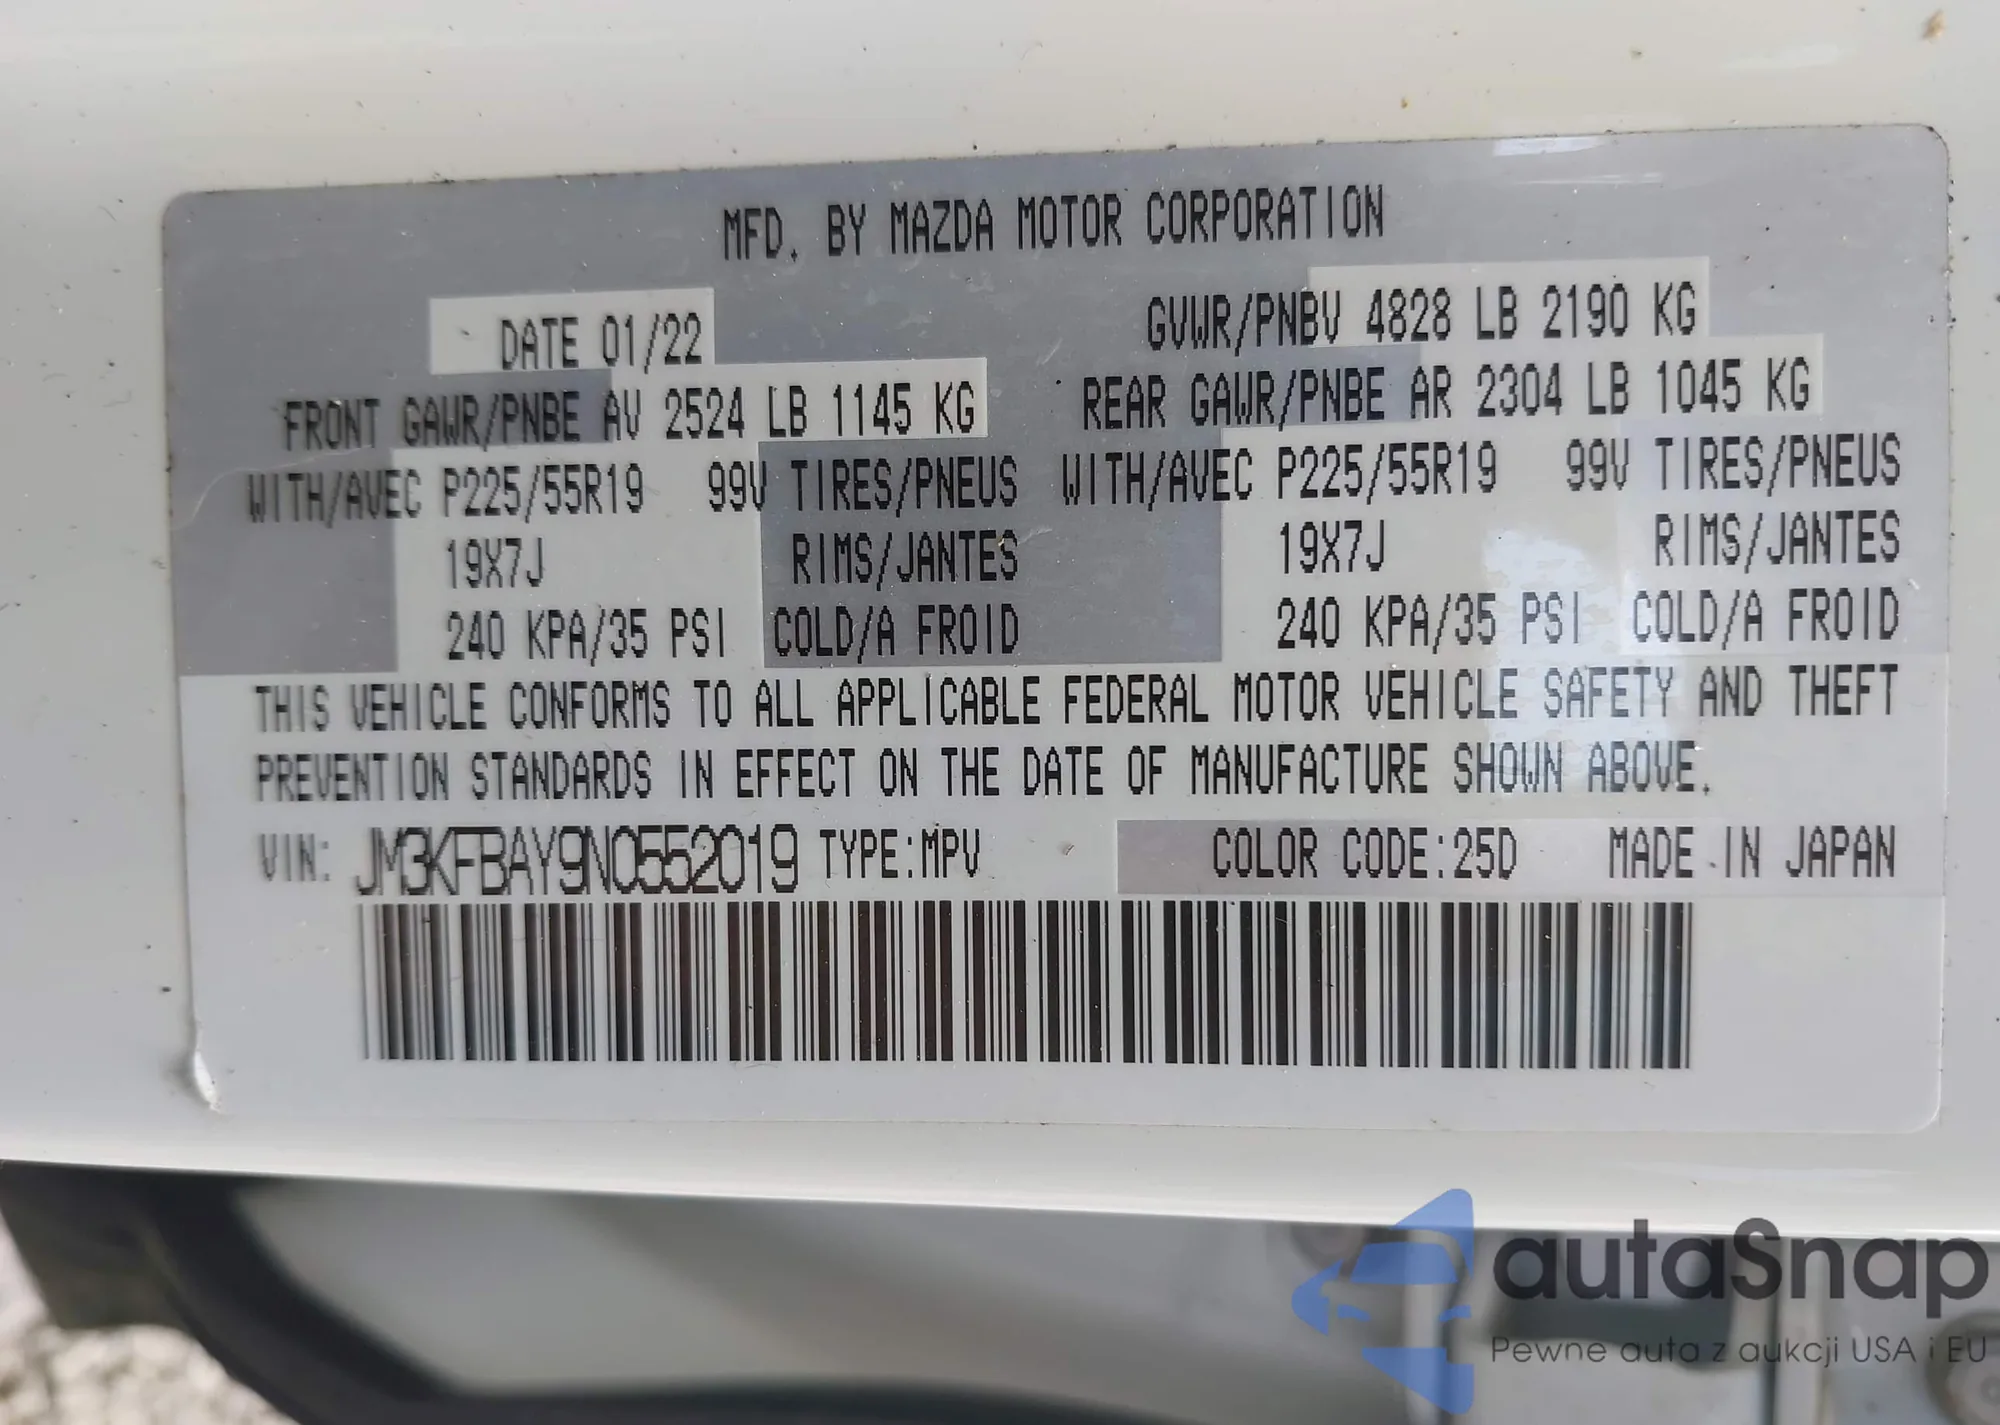 MFD. BY MAZDA MOTOR CORPORATION
DATE 01/22 GVWR/PNBV 4828 LB 2190 KG
FRONT GAWR/PNBE AV 2524 LB 1145 KG REAR GAWR/PNBE AR 2304 LB 1045 KG
WITH/AVEC P225/55R19 99V TIRES/PNEUS WITH/AVEC P225/55R19 99V TIRES/PNEUS
19X7J RIMS/JANTES 19X7J RIMS/JANTES
240 KPA/35 PSI COLD/A FROID 240 KPA/35 PSI COLD/A FROID
THIS VEHICLE CONFORMS TO ALL APPLICABLE FEDERAL MOTOR VEHICLE SAFETY AND THEFT
PREVENTION STANDARDS IN EFFECT ON THE DATE OF MANUFACTURE SHOWN ABOVE.
VIN: JM3KFBAY9N0552019 TYPE:MPV COLOR CODE:25D MADE IN JAPAN
autaSnap
Pewne auta z aukcji USA i EU